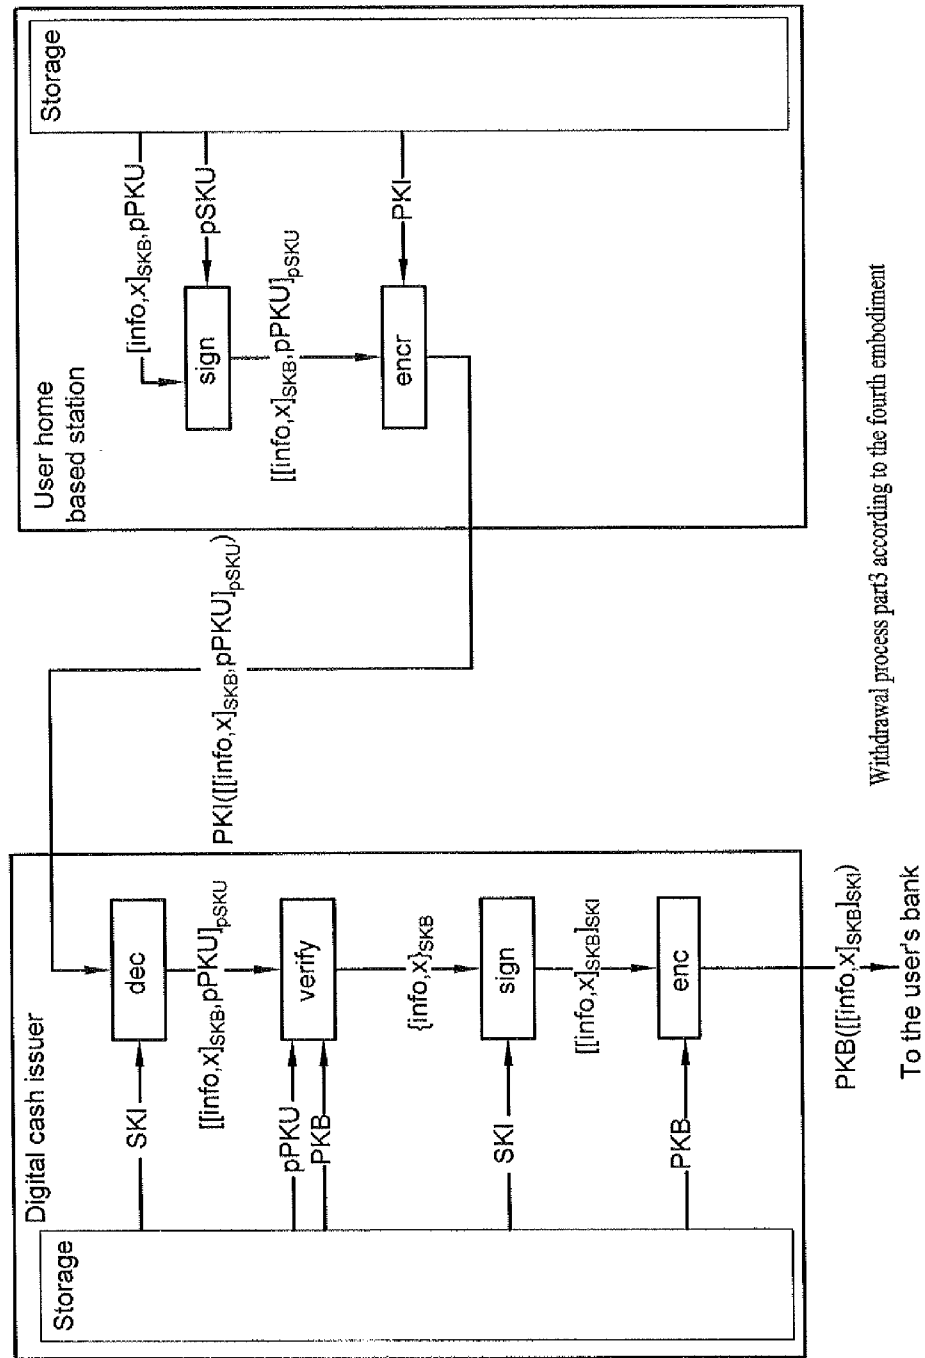 Digital cash issuer
Storage
SKI
dec
[[info,x]SKB,pPKU]pSKU
pPKU
PKB
verify
{info,x}SKB
SKI
sign
[[info,x]SKB]SKI
PKB
enc
PKB([[info,x]SKB]SKI)
To the user's bank
PKI([[info,x]SKB,pPKU]pSKU)
User home
based station
Storage
[info,x]SKB,pPKU
pSKU
sign
[[info,x]SKB,pPKU]pSKU
PKI
encr
Withdrawal process part3 according to the fourth embodiment